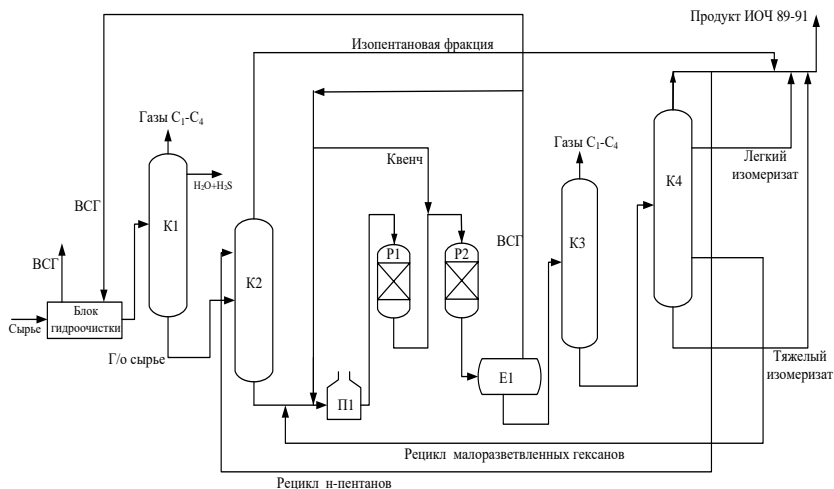 Продукт ИОЧ 89-91
Изопентановая фракция
Газы С₁-С₄
Квенч
Газы С₁-С₄
К4
Легкий
изомеризат
H₂O+H₂S
ВСГ
К1
ВСГ
К3
Р1
Р2
ВСГ
К2
Блок
гидроочистки
Сырье
Г/о сырье
Тяжелый
изомеризат
П1
Е1
Рецикл малоразветвленных гексанов
Рецикл н-пентанов